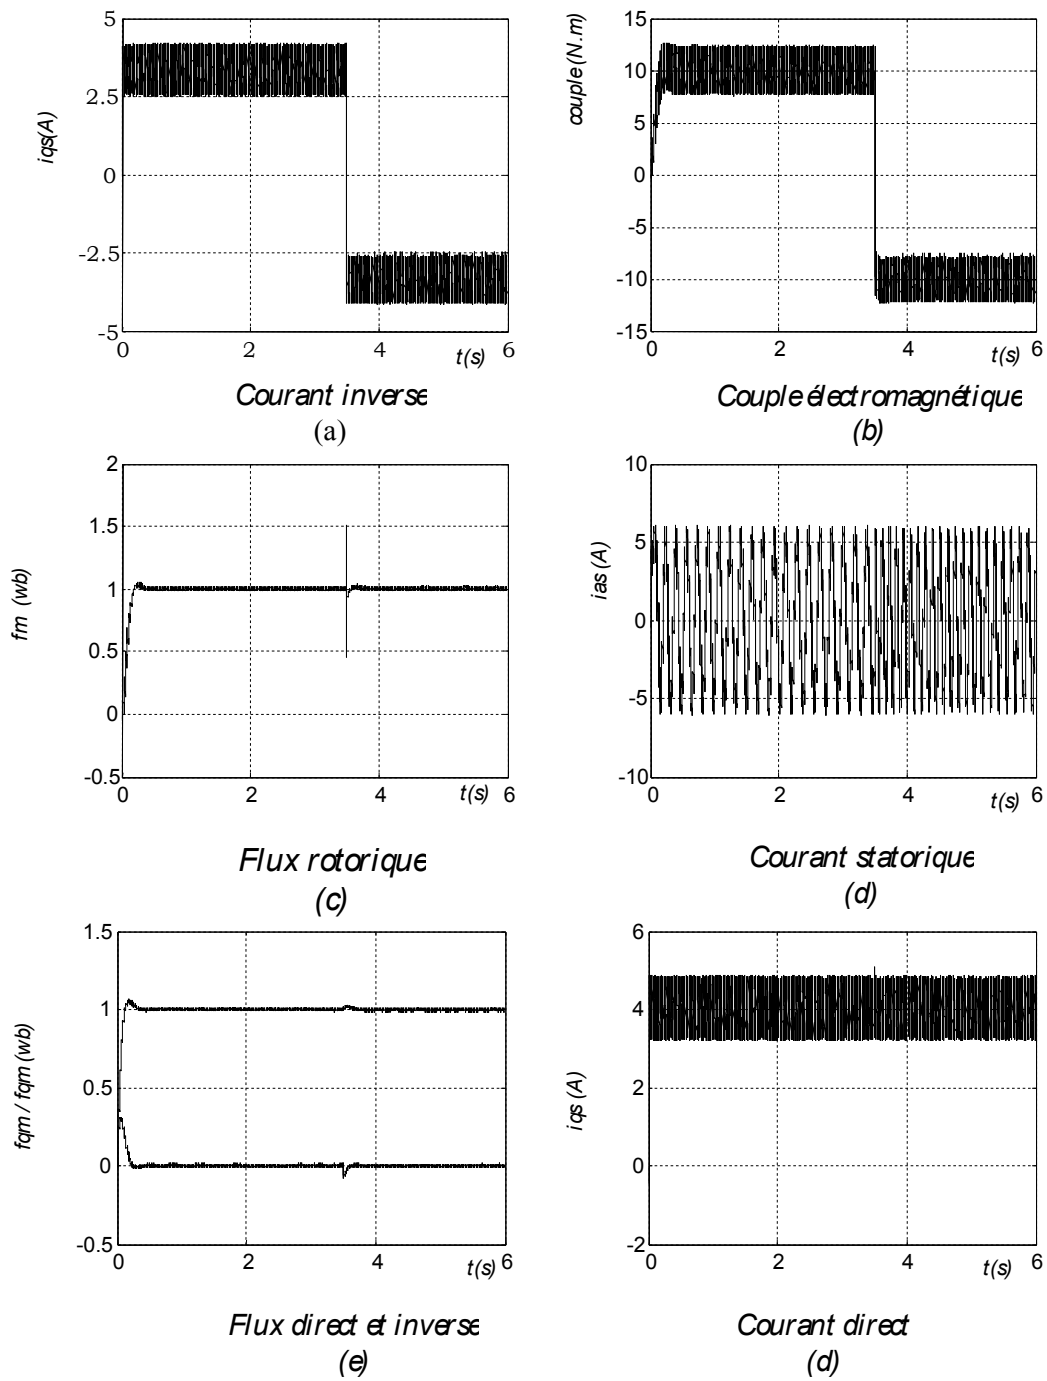 5
2.5
0
-2.5
-5
iqs(A)
0
2
4
6
t(s)
Courant inverse
(a)
15
10
5
0
-5
-10
-15
couple (N.m)
0
2
4
6
t(s)
Couple électromagnétique
(b)
2
1.5
1
0.5
0
-0.5
fm (wb)
0
2
4
6
t(s)
Flux rotorique
(c)
10
5
0
-5
-10
ias (A)
0
2
4
6
t(s)
Courant statorique
(d)
1.5
1
0.5
0
-0.5
fqm / fqm (wb)
0
2
4
6
t(s)
Flux direct et inverse
(e)
6
4
2
0
-2
iqs (A)
0
2
4
6
t(s)
Courant direct
(d)